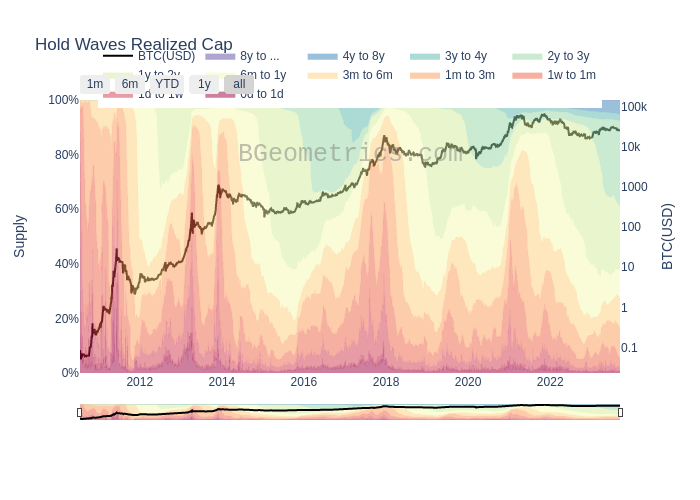 Hold Waves Realized Cap
BTC(USD) 8y to ... 4y to 8y 3y to 4y 2y to 3y
1y to 2y 6m to 1y 3m to 6m 1m to 3m 1w to 1m
1d to 1w 0d to 1d
1m 6m YTD 1y all
100% 100k
80% 10k
60% 1000
40% 100
20% 10
0% 1
0.1
Supply
BTC(USD)
BGeometrics.com
2012 2014 2016 2018 2020 2022